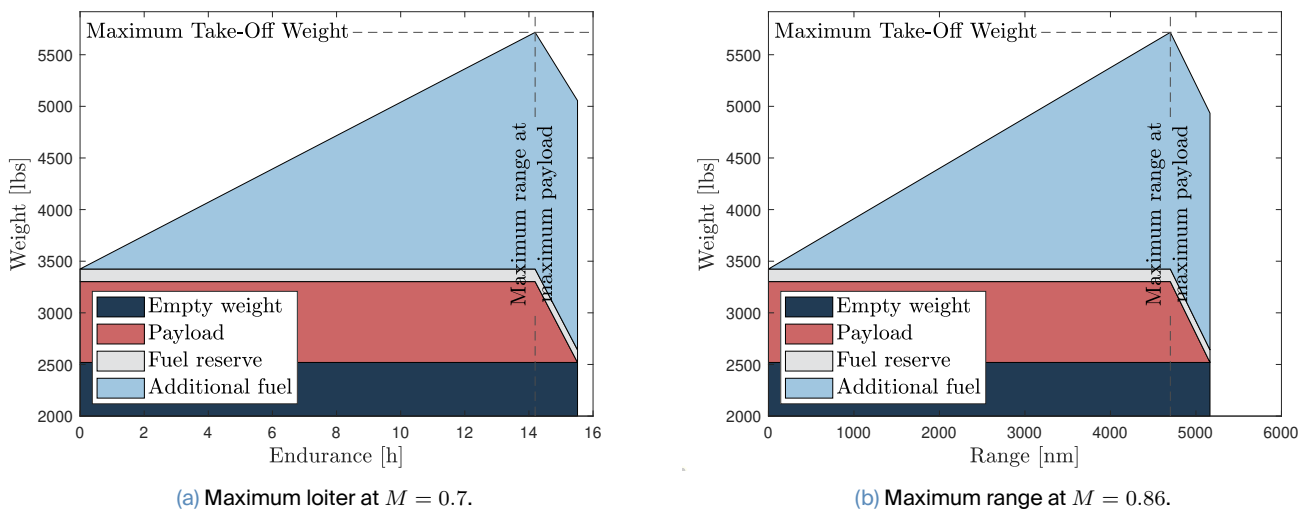 Maximum Take-Off Weight
5500
5000
4500
4000
3500
3000
2500
2000
Weight [lbs]
Maximum range at
maximum payload
Empty weight
Payload
Fuel reserve
Additional fuel
0 2 4 6 8 10 12 14 16
Endurance [h]
(a) Maximum loiter at M = 0.7.
Maximum Take-Off Weight
5500
5000
4500
4000
3500
3000
2500
2000
Weight [lbs]
Maximum range at
maximum payload
Empty weight
Payload
Fuel reserve
Additional fuel
0 1000 2000 3000 4000 5000 6000
Range [nm]
(b) Maximum range at M = 0.86.